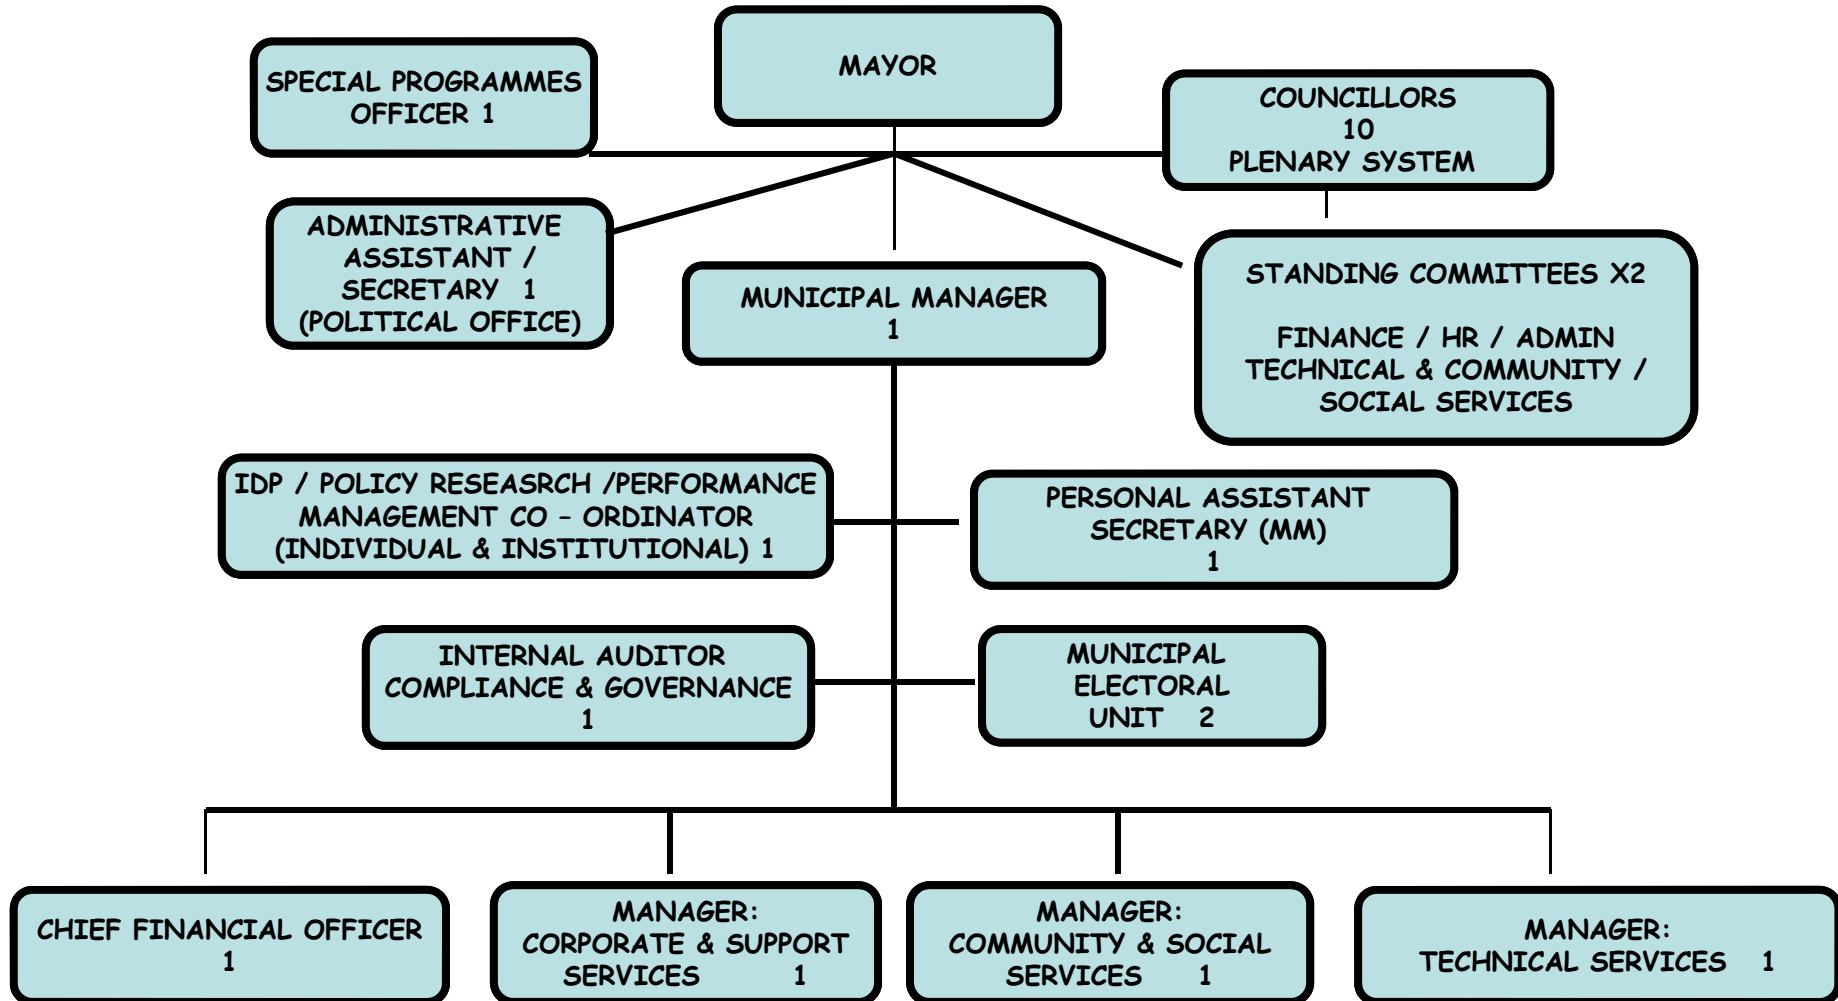 MAYOR
SPECIAL PROGRAMMES
OFFICER 1
COUNCILLORS
10
PLENARY SYSTEM
ADMINISTRATIVE
ASSISTANT /
SECRETARY 1
(POLITICAL OFFICE)
MUNICIPAL MANAGER
1
STANDING COMMITTEES X2
FINANCE / HR / ADMIN
TECHNICAL & COMMUNITY /
SOCIAL SERVICES
IDP / POLICY RESEASRCH /PERFORMANCE
MANAGEMENT CO - ORDINATOR
(INDIVIDUAL & INSTITUTIONAL) 1
PERSONAL ASSISTANT
SECRETARY (MM)
1
INTERNAL AUDITOR
COMPLIANCE & GOVERNANCE
1
MUNICIPAL
ELECTORAL
UNIT 2
CHIEF FINANCIAL OFFICER
1
MANAGER:
CORPORATE & SUPPORT
SERVICES 1
MANAGER:
COMMUNITY & SOCIAL
SERVICES 1
MANAGER:
TECHNICAL SERVICES 1